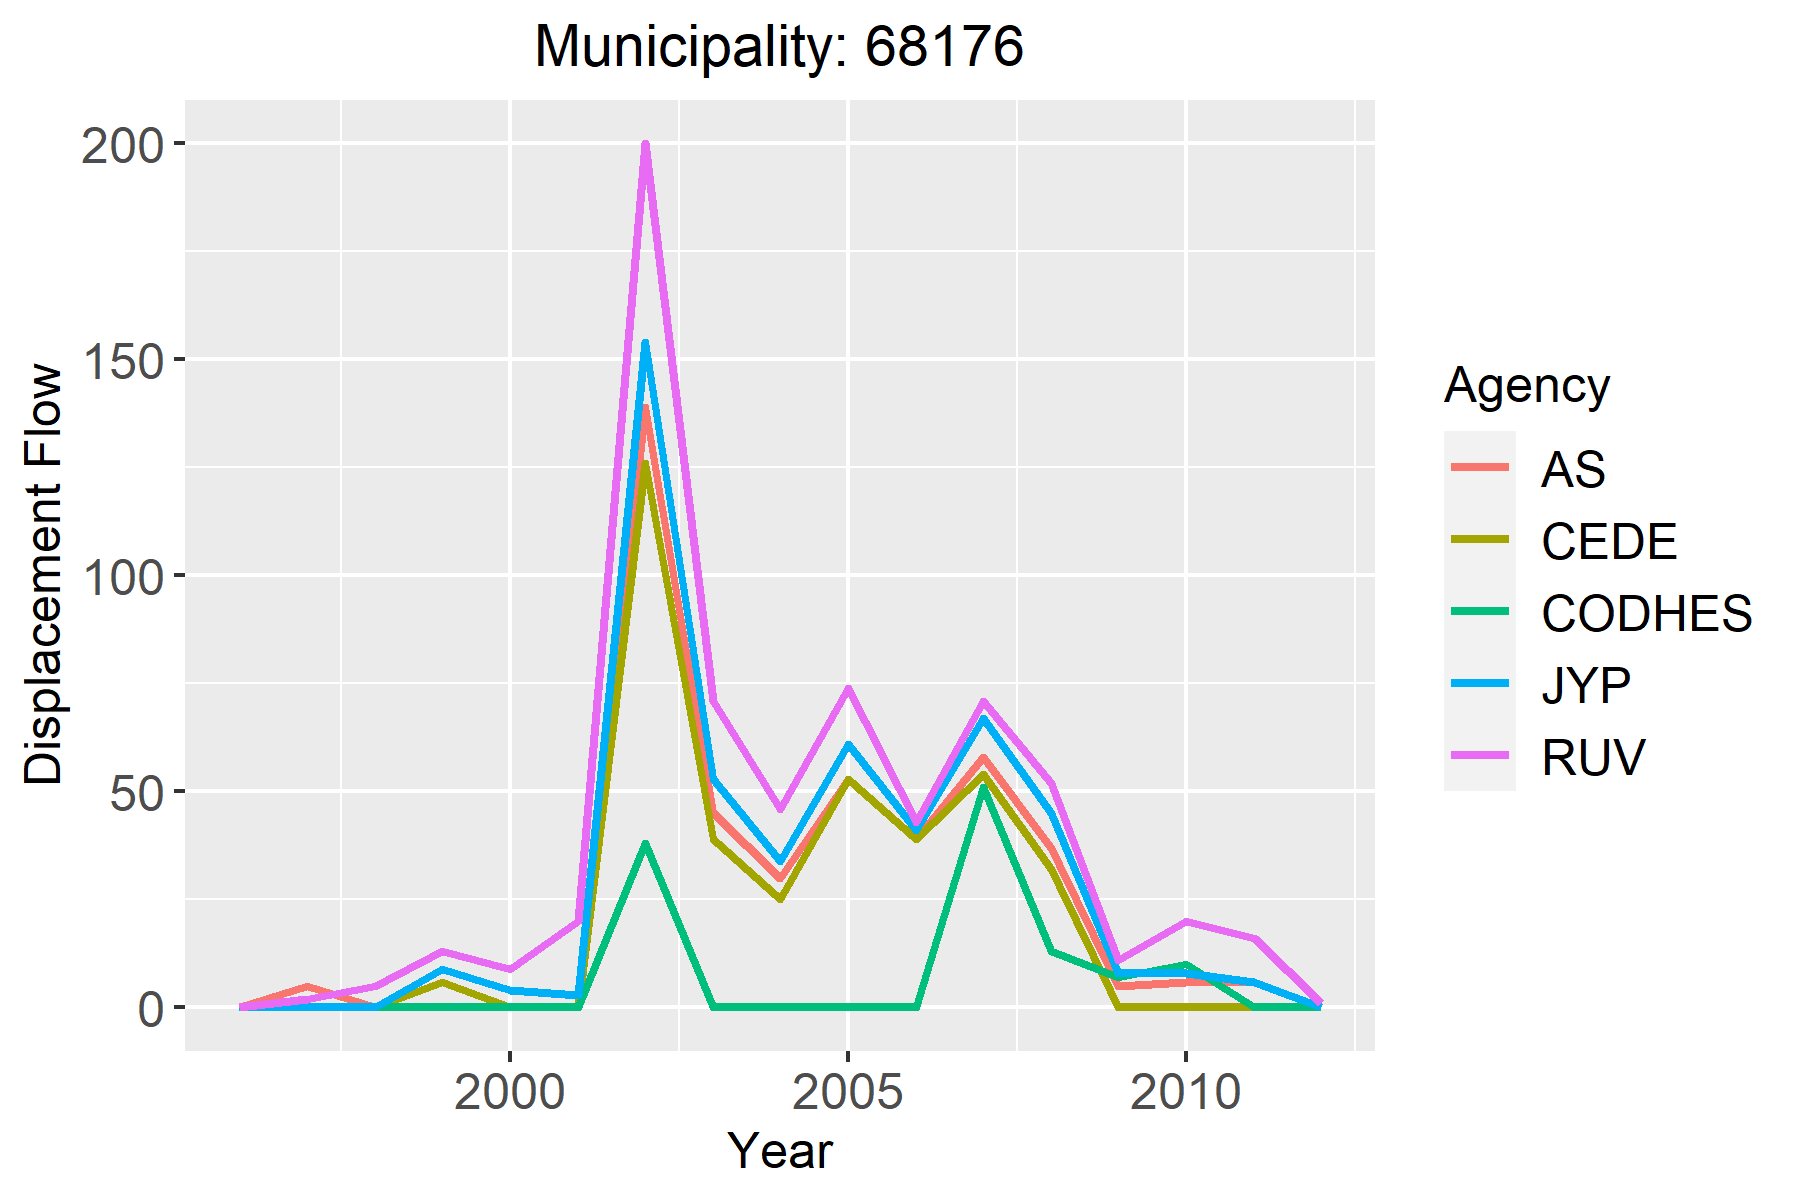 Municipality: 68176
200
150
100
50
0
Displacement Flow
2000
2005
2010
Year
Agency
AS
CEDE
CODHES
JYP
RUV